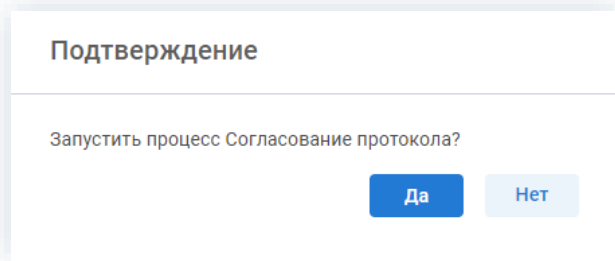 Подтверждение
Запустить процесс Согласование протокола?
Да Нет